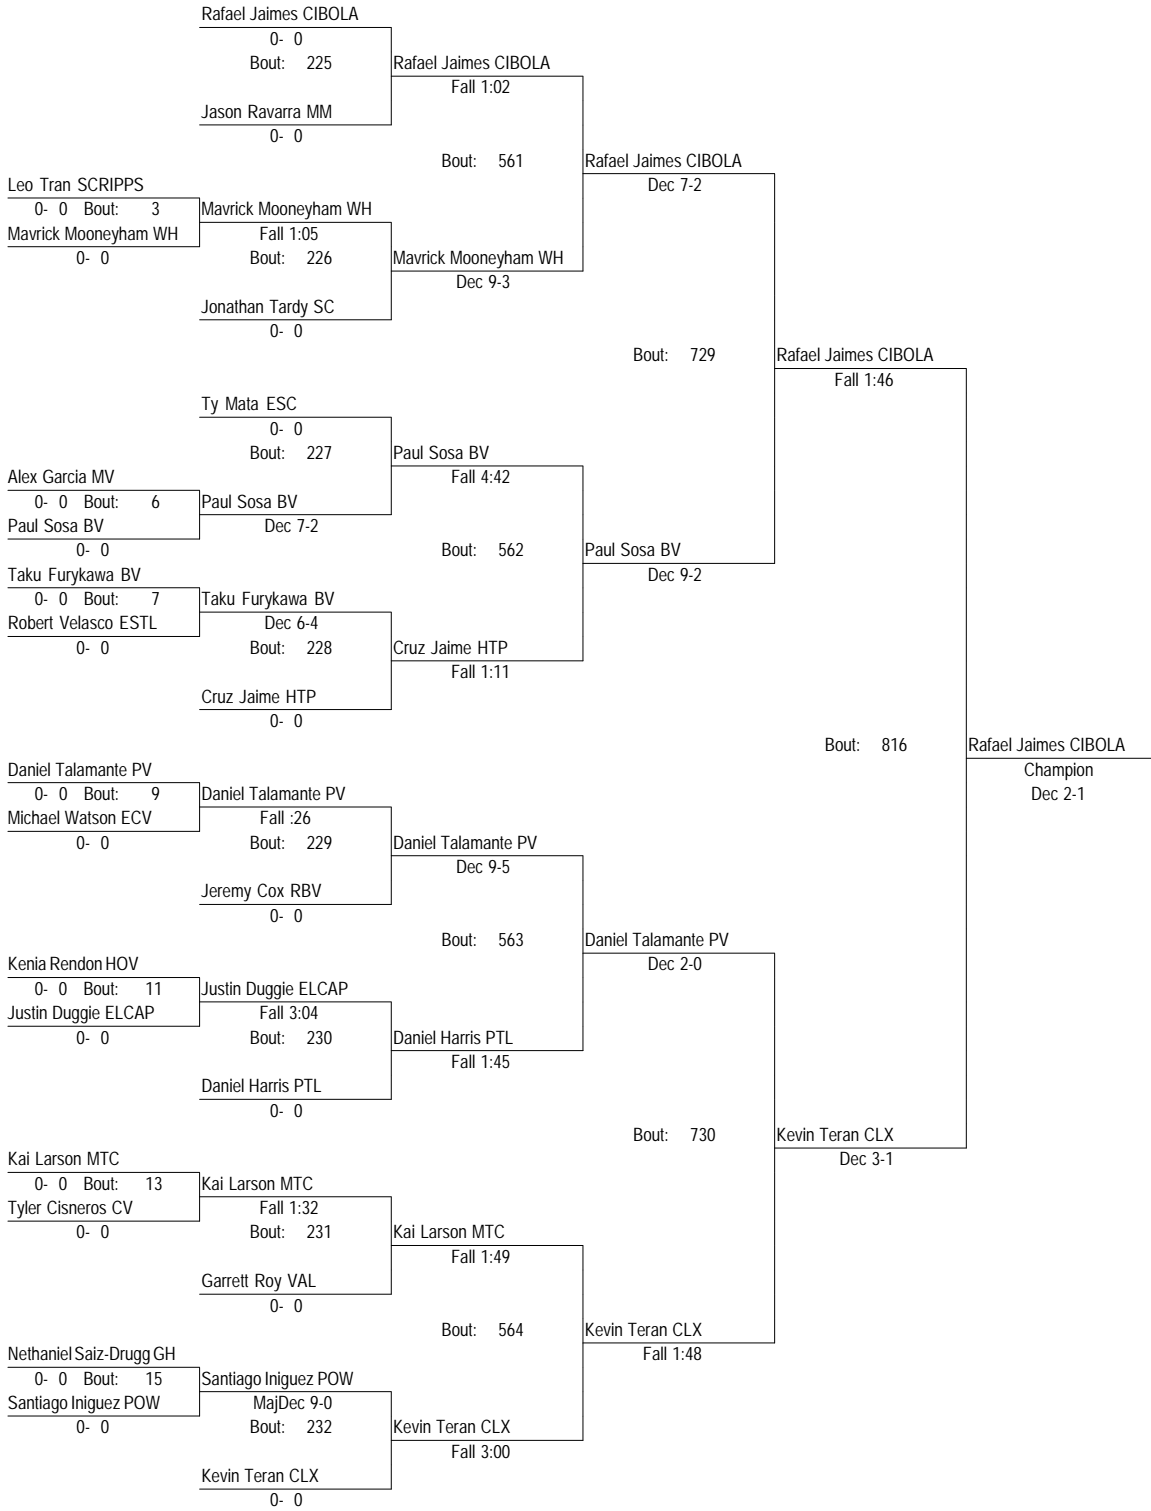 Rafael Jaimes CIBOLA
0- 0
Bout: 225
Rafael Jaimes CIBOLA
Fall 1:02
Jason Ravarra MM
0- 0
Bout: 561
Rafael Jaimes CIBOLA
Dec 7-2
Leo Tran SCRIPPS
0- 0 Bout: 3
Mavrick Mooneyham WH
Mavrick Mooneyham WH
Fall 1:05
0- 0
Bout: 226
Mavrick Mooneyham WH
Dec 9-3
Jonathan Tardy SC
0- 0
Bout: 729
Rafael Jaimes CIBOLA
Fall 1:46
Ty Mata ESC
0- 0
Bout: 227
Paul Sosa BV
Fall 4:42
Alex Garcia MV
0- 0 Bout: 6
Paul Sosa BV
Paul Sosa BV
Dec 7-2
0- 0
Bout: 562
Paul Sosa BV
Dec 9-2
Taku Furykawa BV
0- 0 Bout: 7
Taku Furykawa BV
Robert Velasco ESTL
Dec 6-4
0- 0
Bout: 228
Cruz Jaime HTP
Fall 1:11
Cruz Jaime HTP
0- 0
Bout: 816
Rafael Jaimes CIBOLA
Champion
Dec 2-1
Daniel Talamante PV
0- 0 Bout: 9
Daniel Talamante PV
Michael Watson ECV
Fall :26
0- 0
Bout: 229
Daniel Talamante PV
Dec 9-5
Jeremy Cox RBV
0- 0
Bout: 563
Daniel Talamante PV
Dec 2-0
Kenia Rendon HOV
0- 0 Bout: 11
Justin Duggie ELCAP
Justin Duggie ELCAP
Fall 3:04
0- 0
Bout: 230
Daniel Harris PTL
Fall 1:45
Daniel Harris PTL
0- 0
Bout: 730
Kevin Teran CLX
Dec 3-1
Kai Larson MTC
0- 0 Bout: 13
Kai Larson MTC
Tyler Cisneros CV
Fall 1:32
0- 0
Bout: 231
Kai Larson MTC
Fall 1:49
Garrett Roy VAL
0- 0
Bout: 564
Kevin Teran CLX
Fall 1:48
Nethaniel Saiz-Drugg GH
0- 0 Bout: 15
Santiago Iniguez POW
Santiago Iniguez POW
MajDec 9-0
0- 0
Bout: 232
Kevin Teran CLX
Fall 3:00
Kevin Teran CLX
0- 0